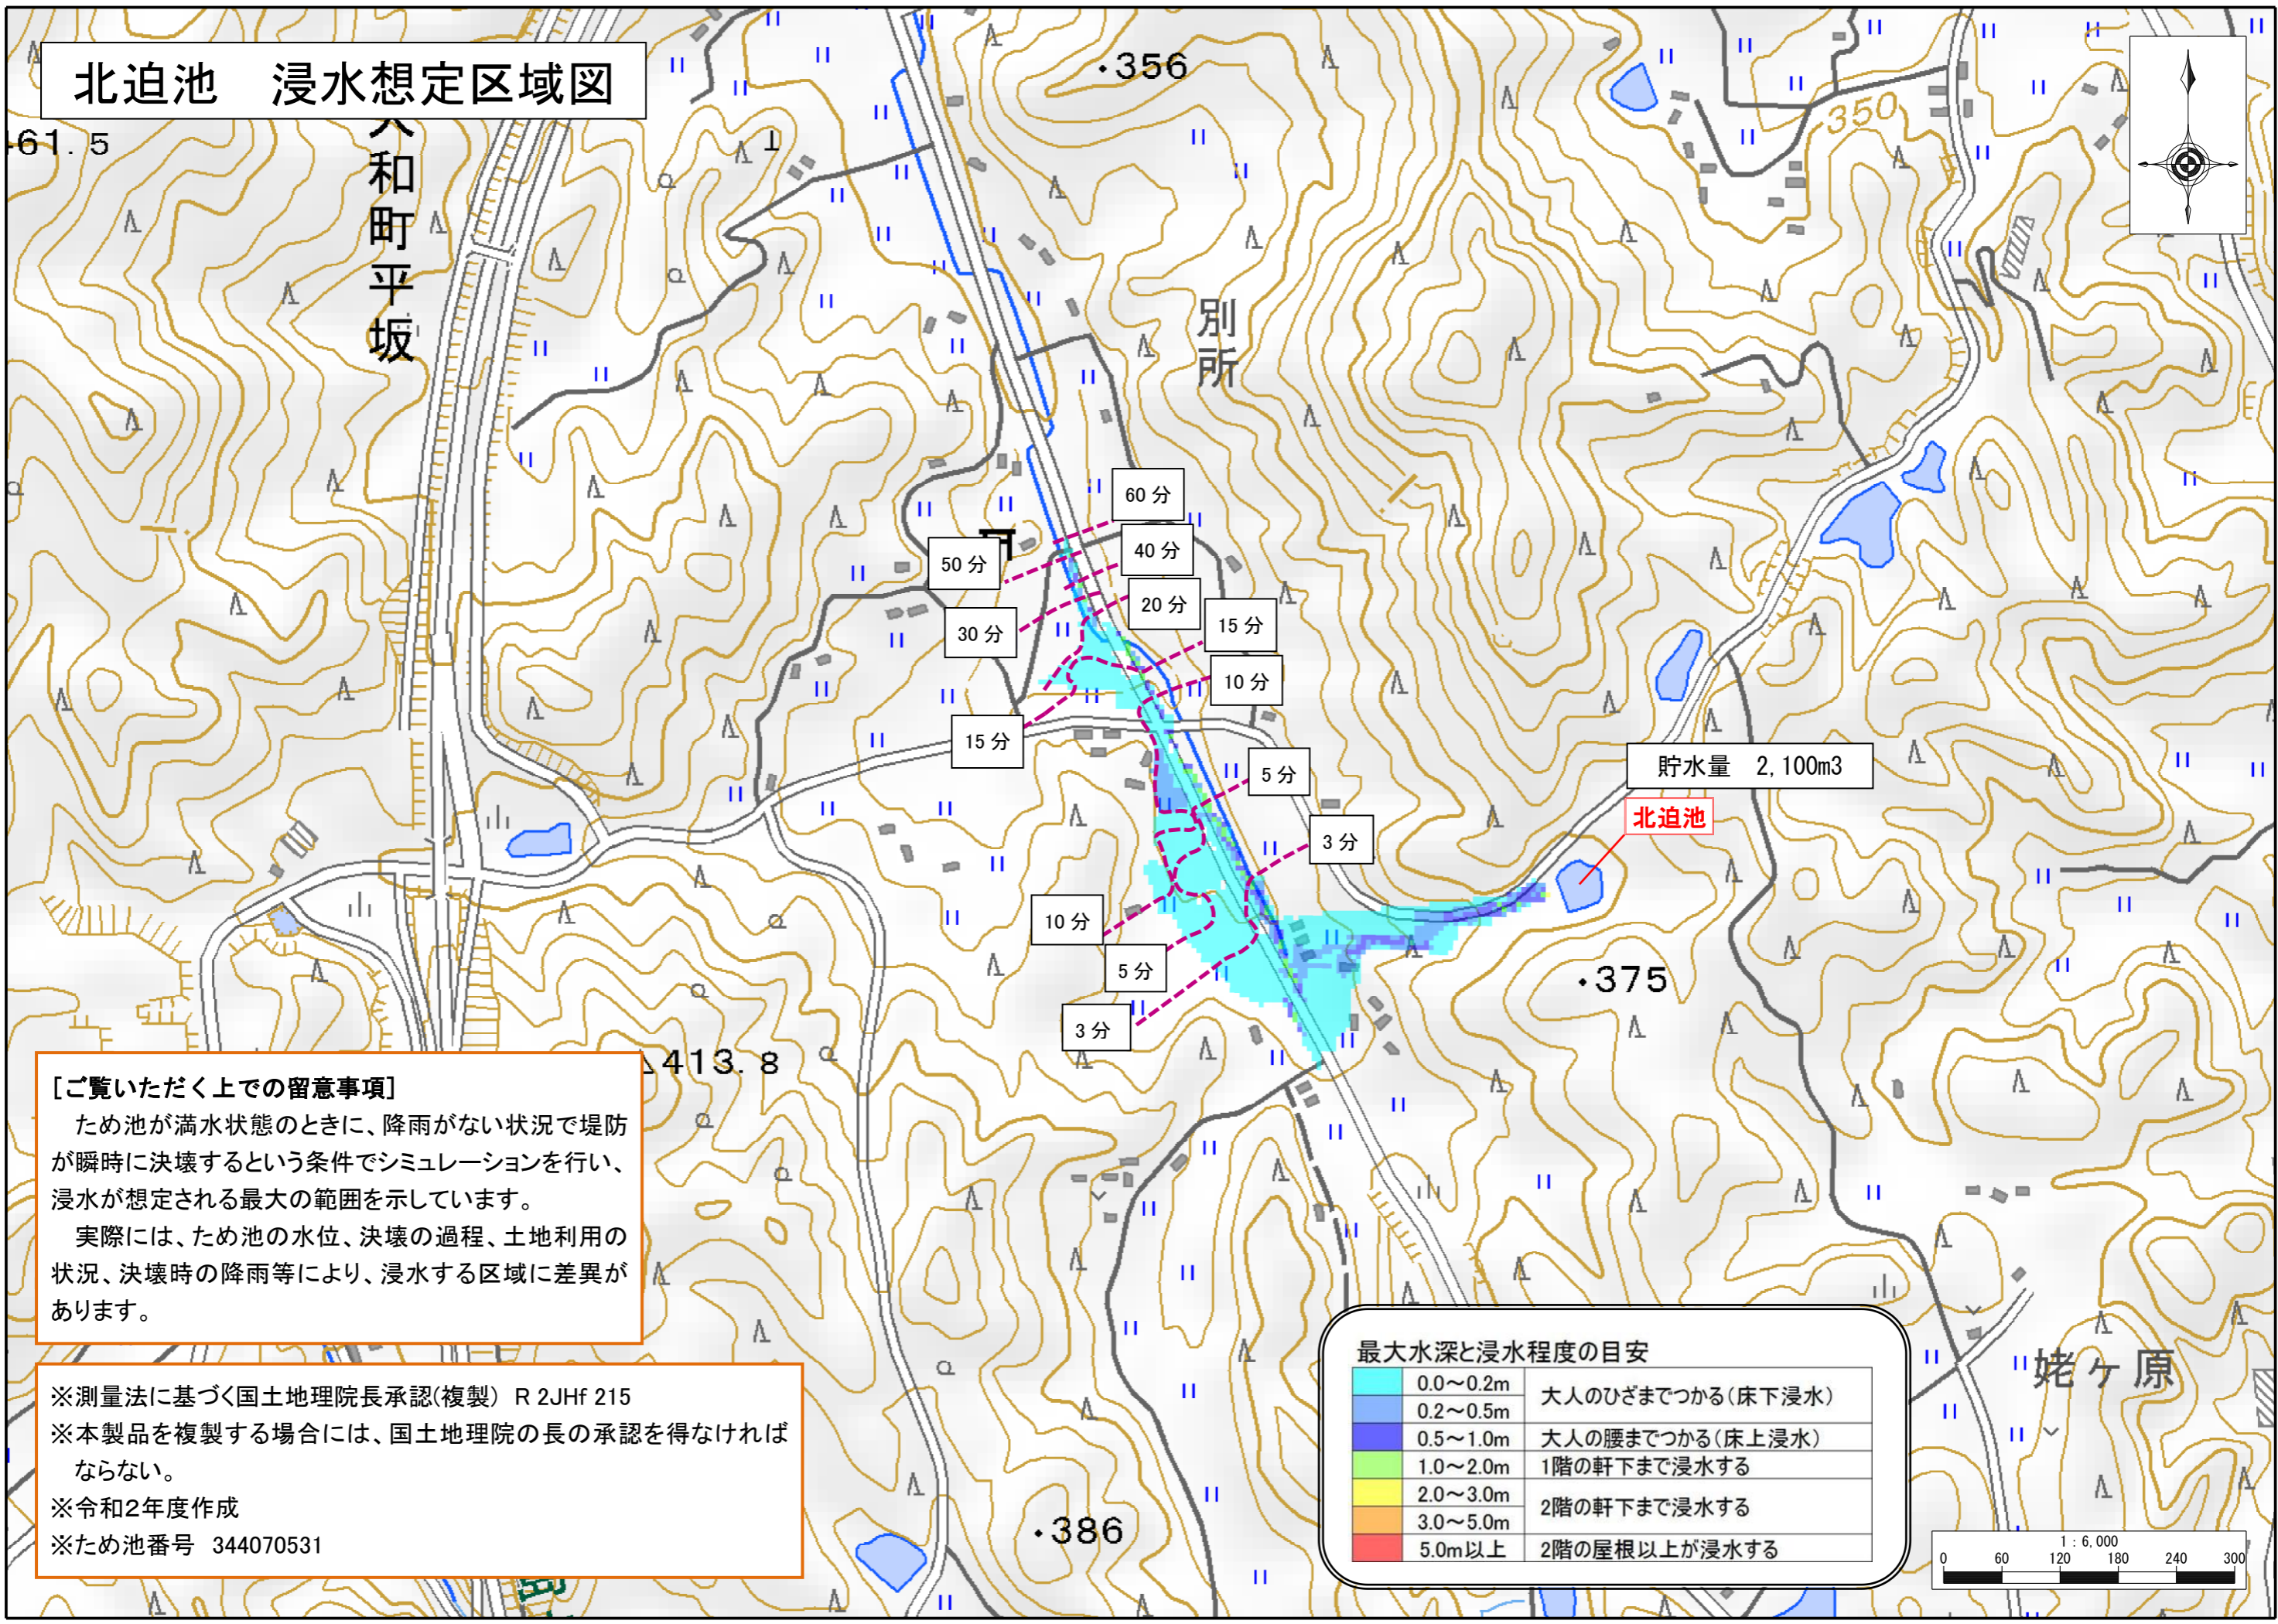 北迫池　浸水想定区域図
・356
350
61.5
1
大和町平坂
別所
60 分
50 分
40 分
20 分
30 分
15 分
10 分
15 分
5 分
3 分
10 分
5 分
3 分
貯水量　2,100m3
北迫池
・375
413.8
・386
姥ヶ原
[ご覧いただく上での留意事項]
ため池が満水状態のときに、降雨がない状況で堤防
が瞬時に決壊するという条件でシミュレーションを行い、
浸水が想定される最大の範囲を示しています。
実際には、ため池の水位、決壊の過程、土地利用の
状況、決壊時の降雨等により、浸水する区域に差異が
あります。
※測量法に基づく国土地理院長承認(複製) R 2JHf 215
※本製品を複製する場合には、国土地理院の長の承認を得なければ
ならない。
※令和2年度作成
※ため池番号 344070531
最大水深と浸水程度の目安
0.0～0.2m
0.2～0.5m
大人のひざまでつかる(床下浸水)
0.5～1.0m 大人の腰までつかる(床上浸水)
1.0～2.0m 1階の軒下まで浸水する
2.0～3.0m
3.0～5.0m
2階の軒下まで浸水する
5.0m以上 2階の屋根以上が浸水する
1：6,000
0 60 120 180 240 300